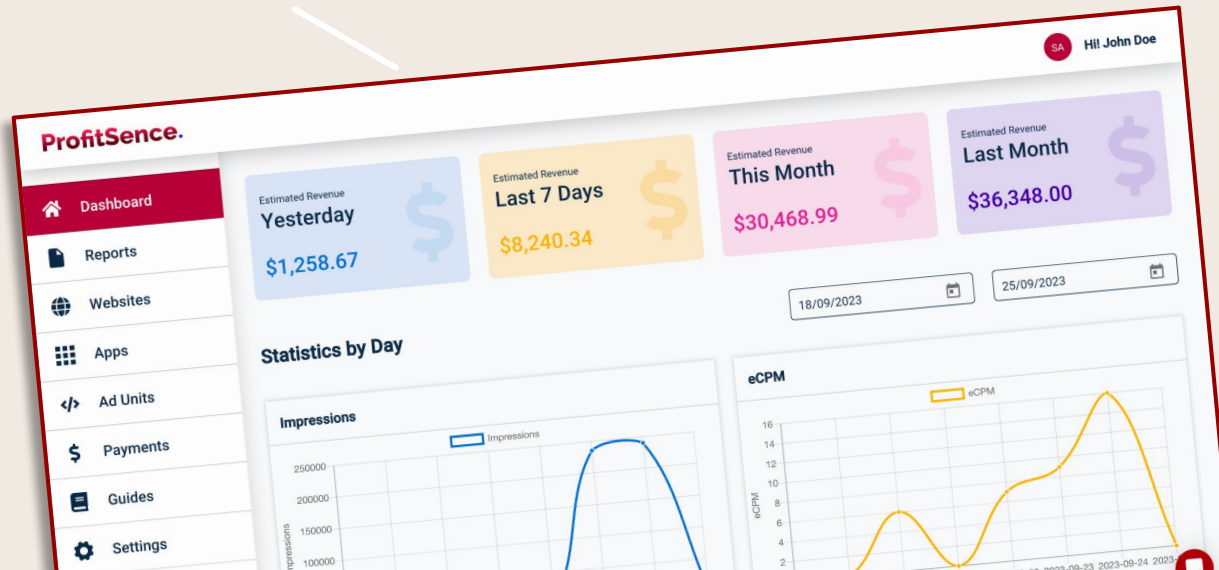 SA
Hi! John Doe
ProfitSence.
Dashboard
Reports
Websites
Apps
Ad Units
Payments
Guides
Settings
Estimated Revenue
Yesterday
$1,258.67
Estimated Revenue
Last 7 Days
$8,240.34
Estimated Revenue
This Month
$30,468.99
Estimated Revenue
Last Month
$36,348.00
18/09/2023
25/09/2023
Statistics by Day
Impressions
Impressions
250000
200000
150000
100000
eCPM
eCPM
16
14
12
10
8
6
4
2
eCPM
2023-09-23
2023-09-24